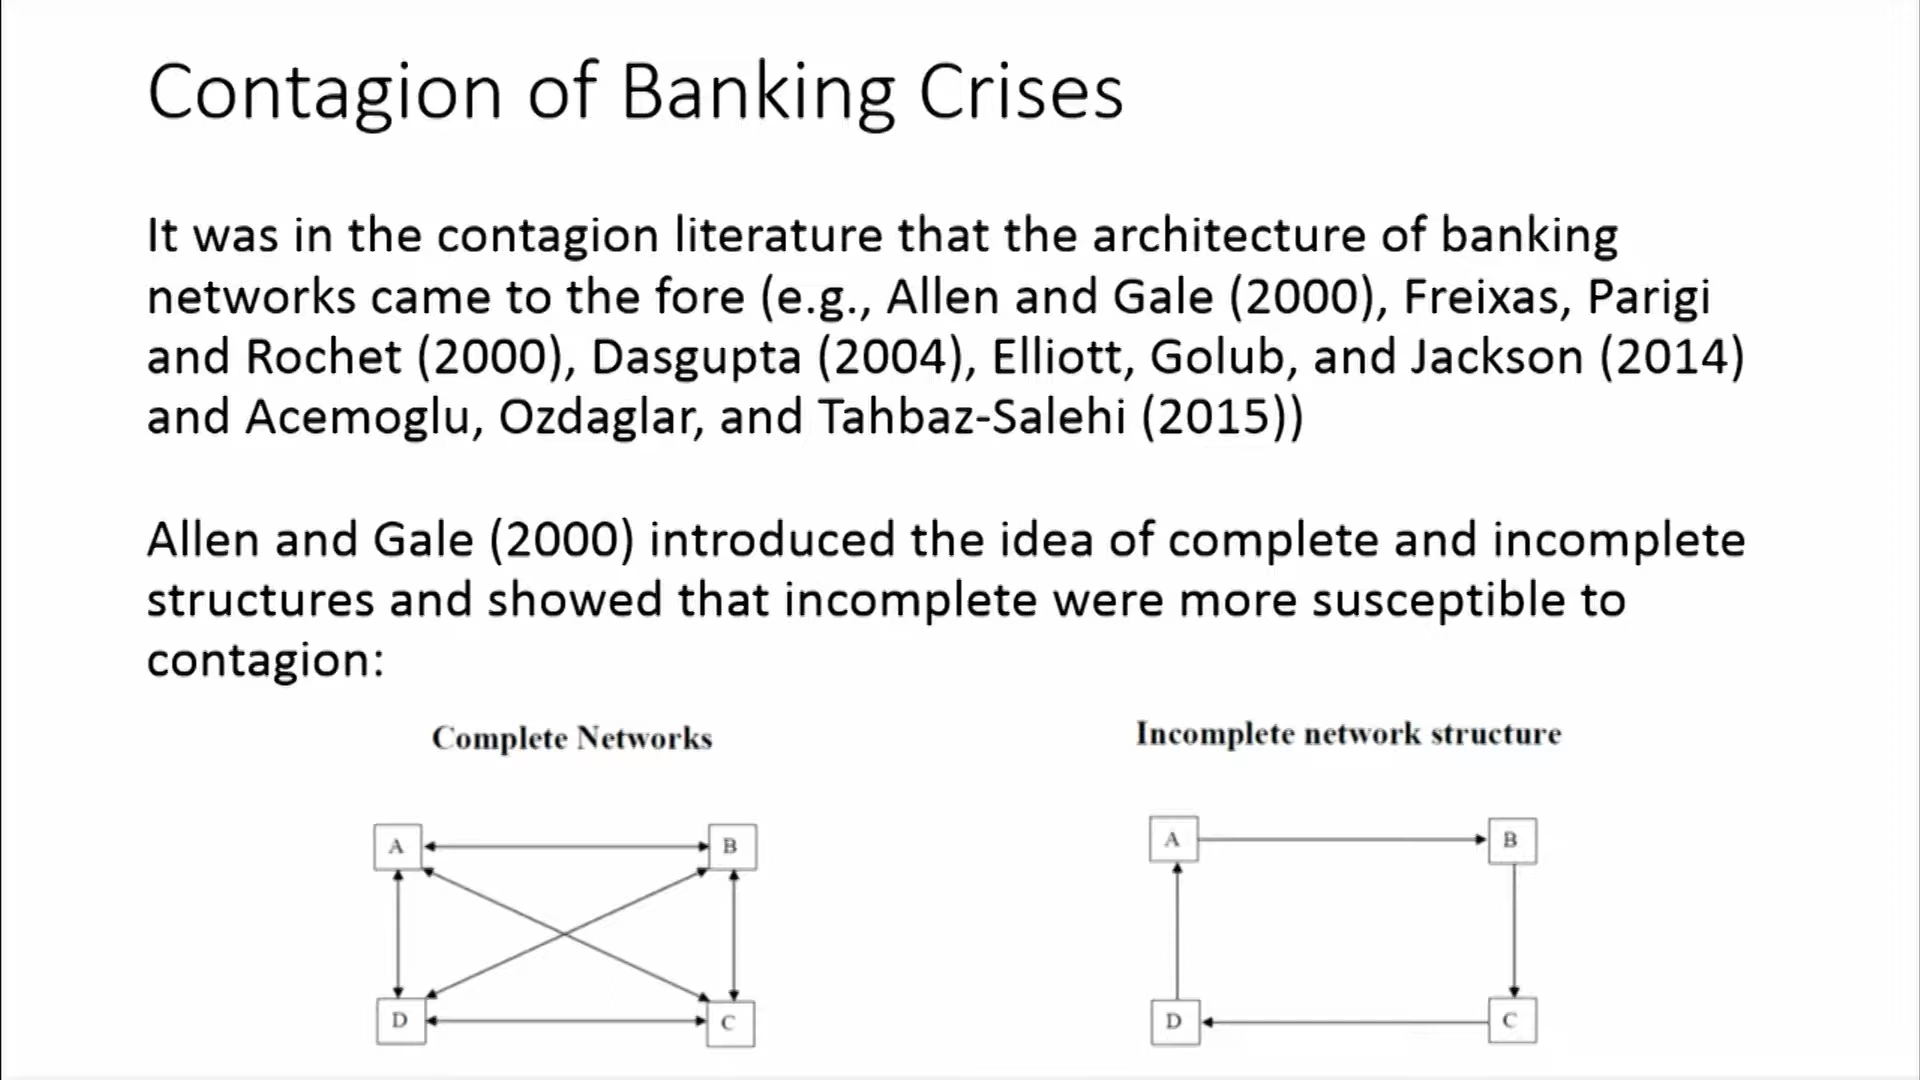 Contagion of Banking Crises
It was in the contagion literature that the architecture of banking
networks came to the fore (e.g., Allen and Gale (2000), Freixas, Parigi
and Rochet (2000), Dasgupta (2004), Elliott, Golub, and Jackson (2014)
and Acemoglu, Ozdaglar, and Tahbaz-Salehi (2015))
Allen and Gale (2000) introduced the idea of complete and incomplete
structures and showed that incomplete were more susceptible to
contagion:
Complete Networks
A
B
D
C
Incomplete network structure
A
B
D
C